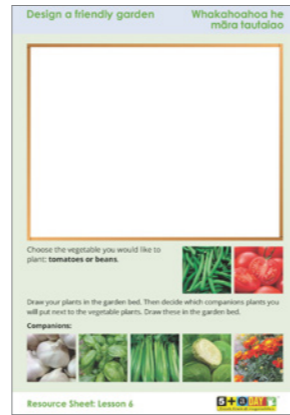 Design a friendly garden
Whakahoahoa he
māra tautaiao
Choose the vegetable you would like to
plant: tomatoes or beans.
Draw your plants in the garden bed. Then decide which companions plants you
will put next to the vegetable plants. Draw these in the garden bed.
Companions:
Resource Sheet: Lesson 6
5+ a DAY